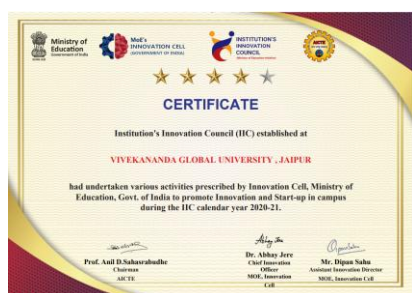 Ministry of
Education
Government of India
MoE's
INNOVATION CELL
(GOVERNMENT OF INDIA)
INSTITUTION'S
INNOVATION
COUNCIL
AICTE
CERTIFICATE
Institution's Innovation Council (IIC) established at
VIVEKANANDA GLOBAL UNIVERSITY , JAIPUR
had undertaken various activities prescribed by Innovation Cell, Ministry of
Education, Govt. of India to promote Innovation and Start-up in campus
during the IIC calendar year 2020-21.
Prof. Anil D.Sahasrabudhe
Chairman
AICTE
Dr. Abhay Jere
Chief Innovation
Officer
MOE, Innovation
Cell
Mr. Dipan Sahu
Assistant Innovation Director
MOE, Innovation Cell